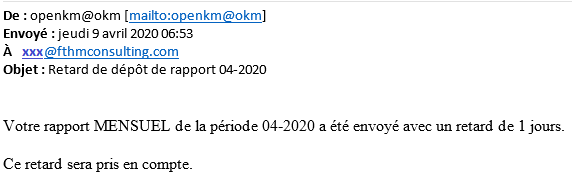 De : openkm@okm [mailto:openkm@okm]
Envoyé : jeudi 9 avril 2020 06:53
À xxx@fthmconsulting.com
Objet : Retard de dépôt de rapport 04-2020
Votre rapport MENSUEL de la période 04-2020 a été envoyé avec un retard de 1 jours.
Ce retard sera pris en compte.